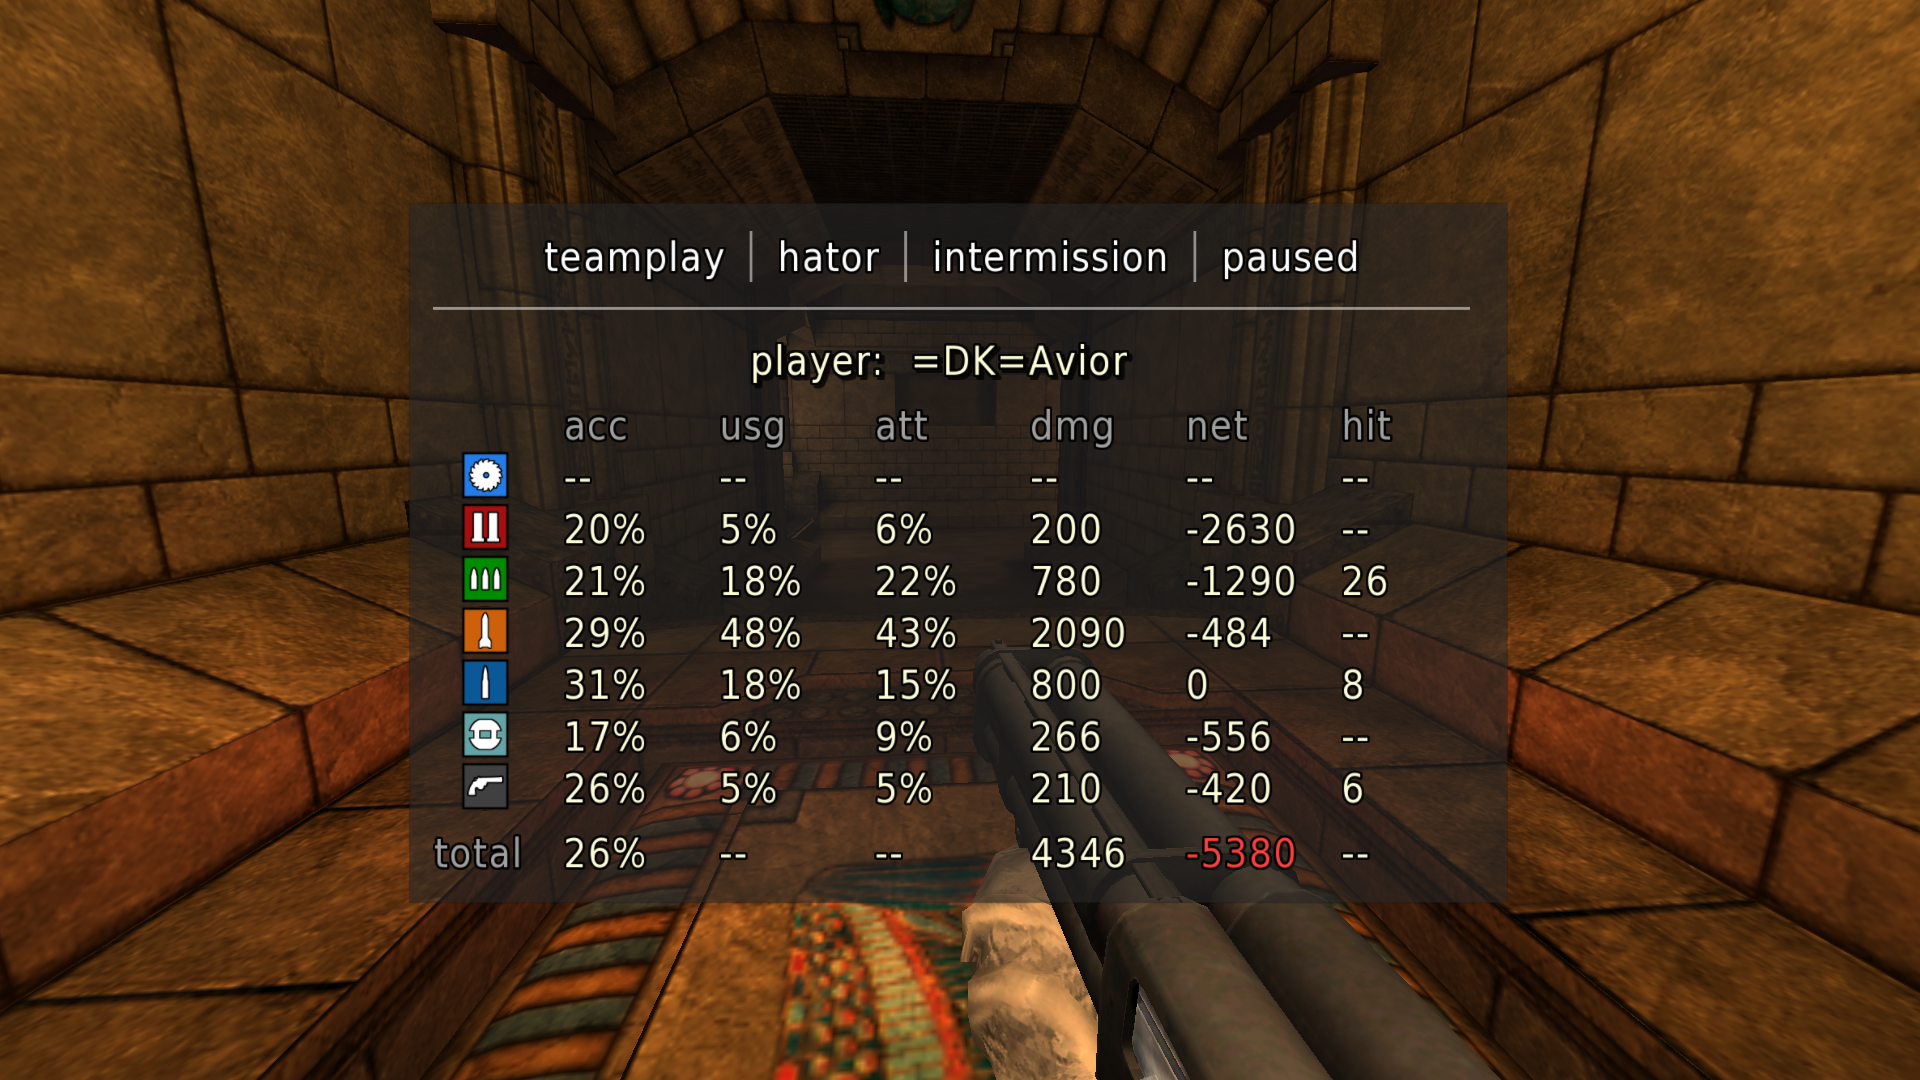 teamplay | hator | intermission | paused
player: =DK=Avior
acc usg att dmg net hit
-- -- -- -- -- --
20% 5% 6% 200 -2630 --
21% 18% 22% 780 -1290 26
29% 48% 43% 2090 -484 --
31% 18% 15% 800 0 8
17% 6% 9% 266 -556 --
26% 5% 5% 210 -420 6
total 26% -- -- 4346 -5380 --